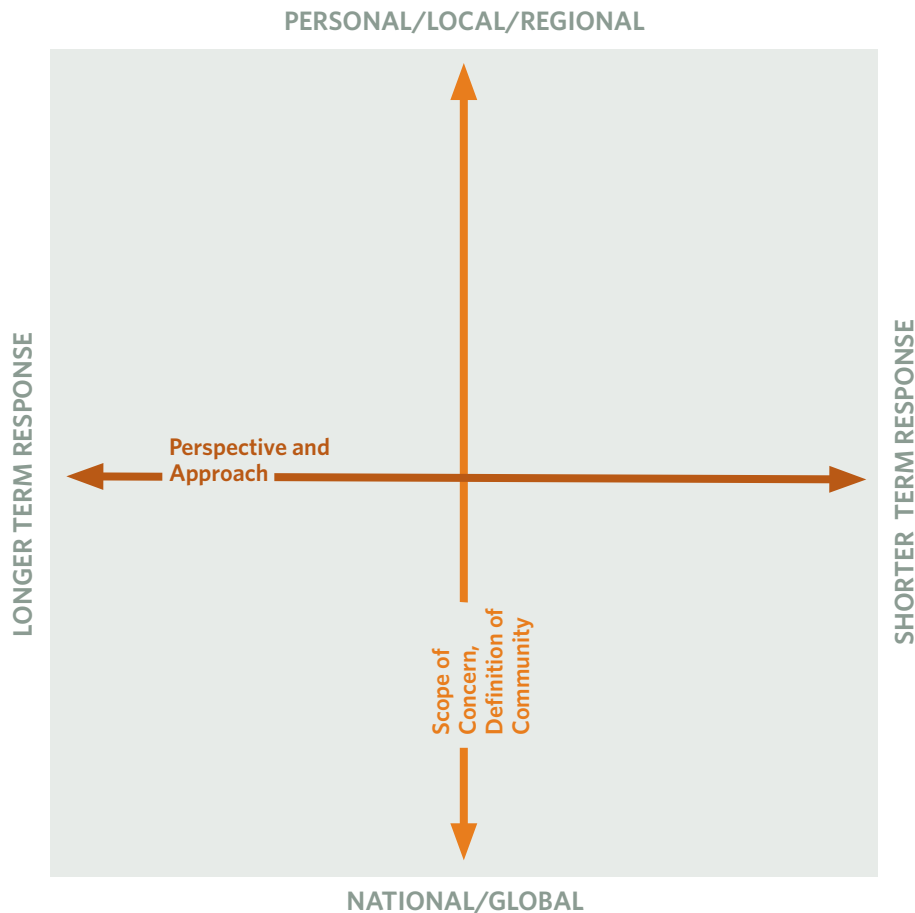 PERSONAL/LOCAL/REGIONAL
LONGER TERM RESPONSE
Perspective and
Approach
SHORTER TERM RESPONSE
Scope of
Concern,
Definition of
Community
NATIONAL/GLOBAL